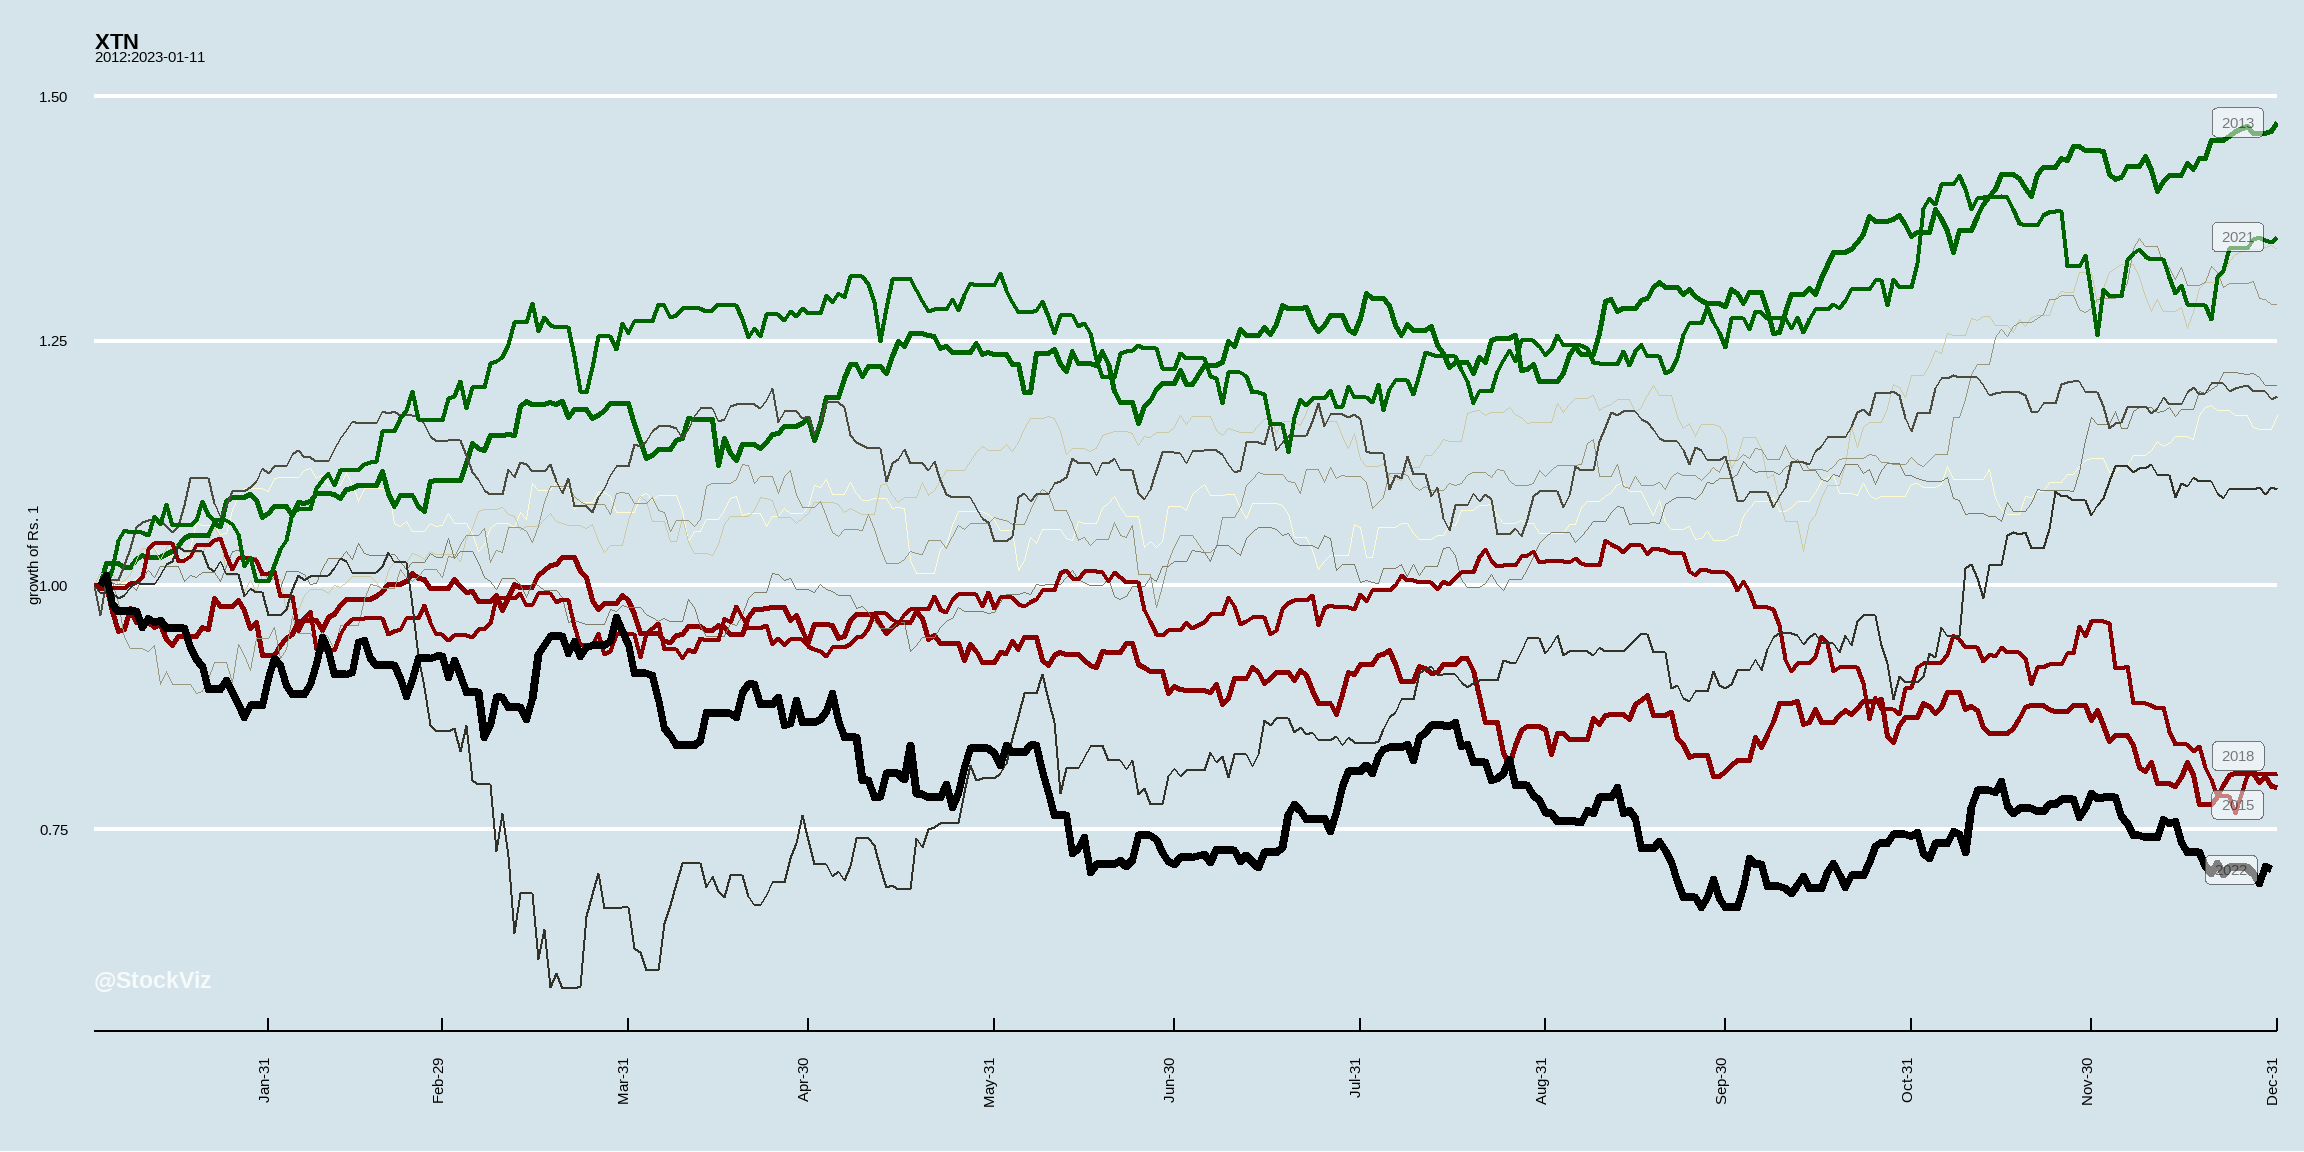 XTN
2012:2023-01-11
1.50
1.25
1.00
0.75
growth of Rs. 1
2013
2021
2018
2015
2022
@StockViz
Jan-31
Feb-29
Mar-31
Apr-30
May-31
Jun-30
Jul-31
Aug-31
Sep-30
Oct-31
Nov-30
Dec-31